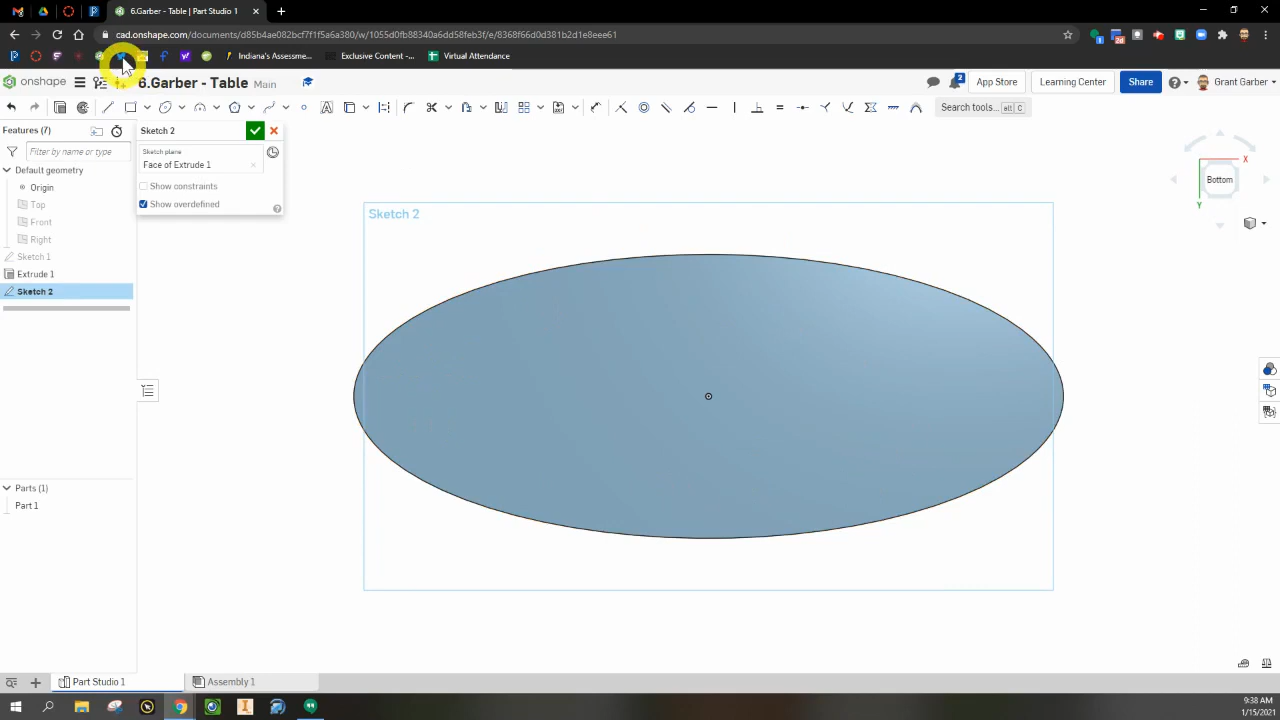 6.Garber - Table | Part Studio 1
cad.onshape.com/documents/d85b4ae082bcf7f1f5a6a380/w/1055d0fb38340cd3fc1dceee/e/8368f66d0d381b2d1e8069c61
Indiana's Assessme...
Exclusive Content -...
Virtual Attendance
onshape
6.Garber - Table Main
2
App Store
Learning Center
Share
Grant Garber
Search tools... alt C
Features (7)
Filter by name or type
Default geometry
Origin
Top
Front
Right
Sketch 1
Extrude 1
Sketch 2
Sketch 2
Sketch plane
Face of Extrude 1
Show constraints
Show overdefined
Sketch 2
Bottom
X
Y
Parts (1)
Part 1
Part Studio 1
Assembly 1
9:38 AM
1/15/2021